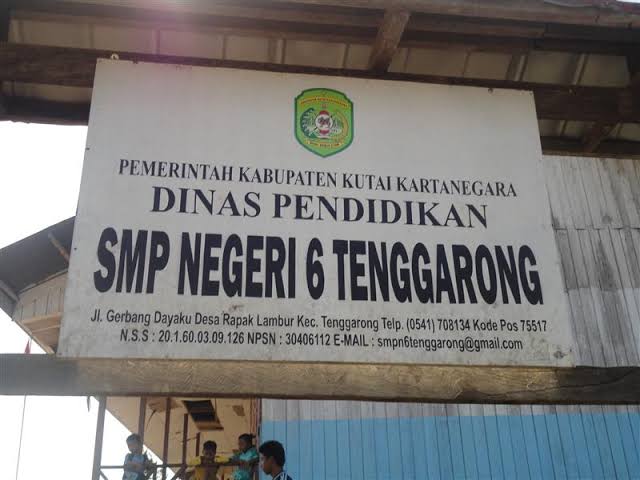 PEMERINTAH KABUPATEN KUTAI KARTANEGARA
DINAS PENDIDIKAN
SMP NEGERI 6 TENGGARONG
Jl. Gerbang Dayaku Desa Rapak Lambur Kec. Tenggarong Telp. (0541) 708134 Kode Pos 75517
N.S.S : 20.1.60.03.09.126 NPSN : 30406112 E-MAIL : smpn6tenggarong@gmail.com